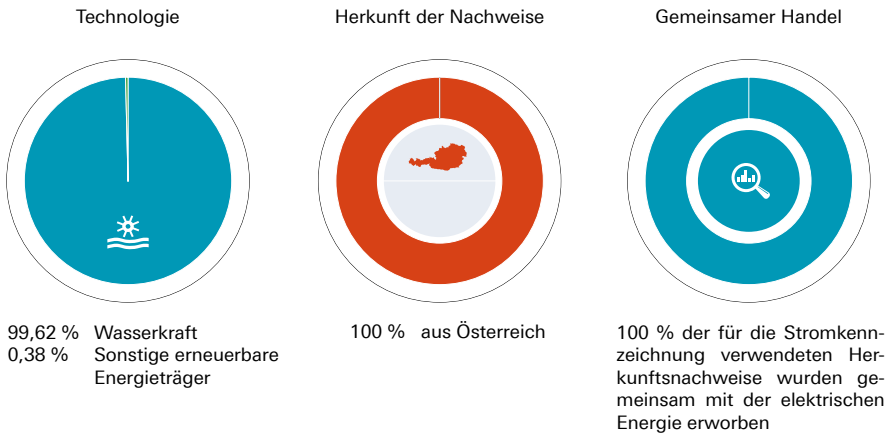 Technologie
99,62 % Wasserkraft
0,38 % Sonstige erneuerbare
Energieträger
Herkunft der Nachweise
100 % aus Österreich
Gemeinsamer Handel
100 % der für die Stromkenn-
zeichnung verwendeten Her-
kunftsnachweise wurden ge-
meinsam mit der elektrischen
Energie erworben